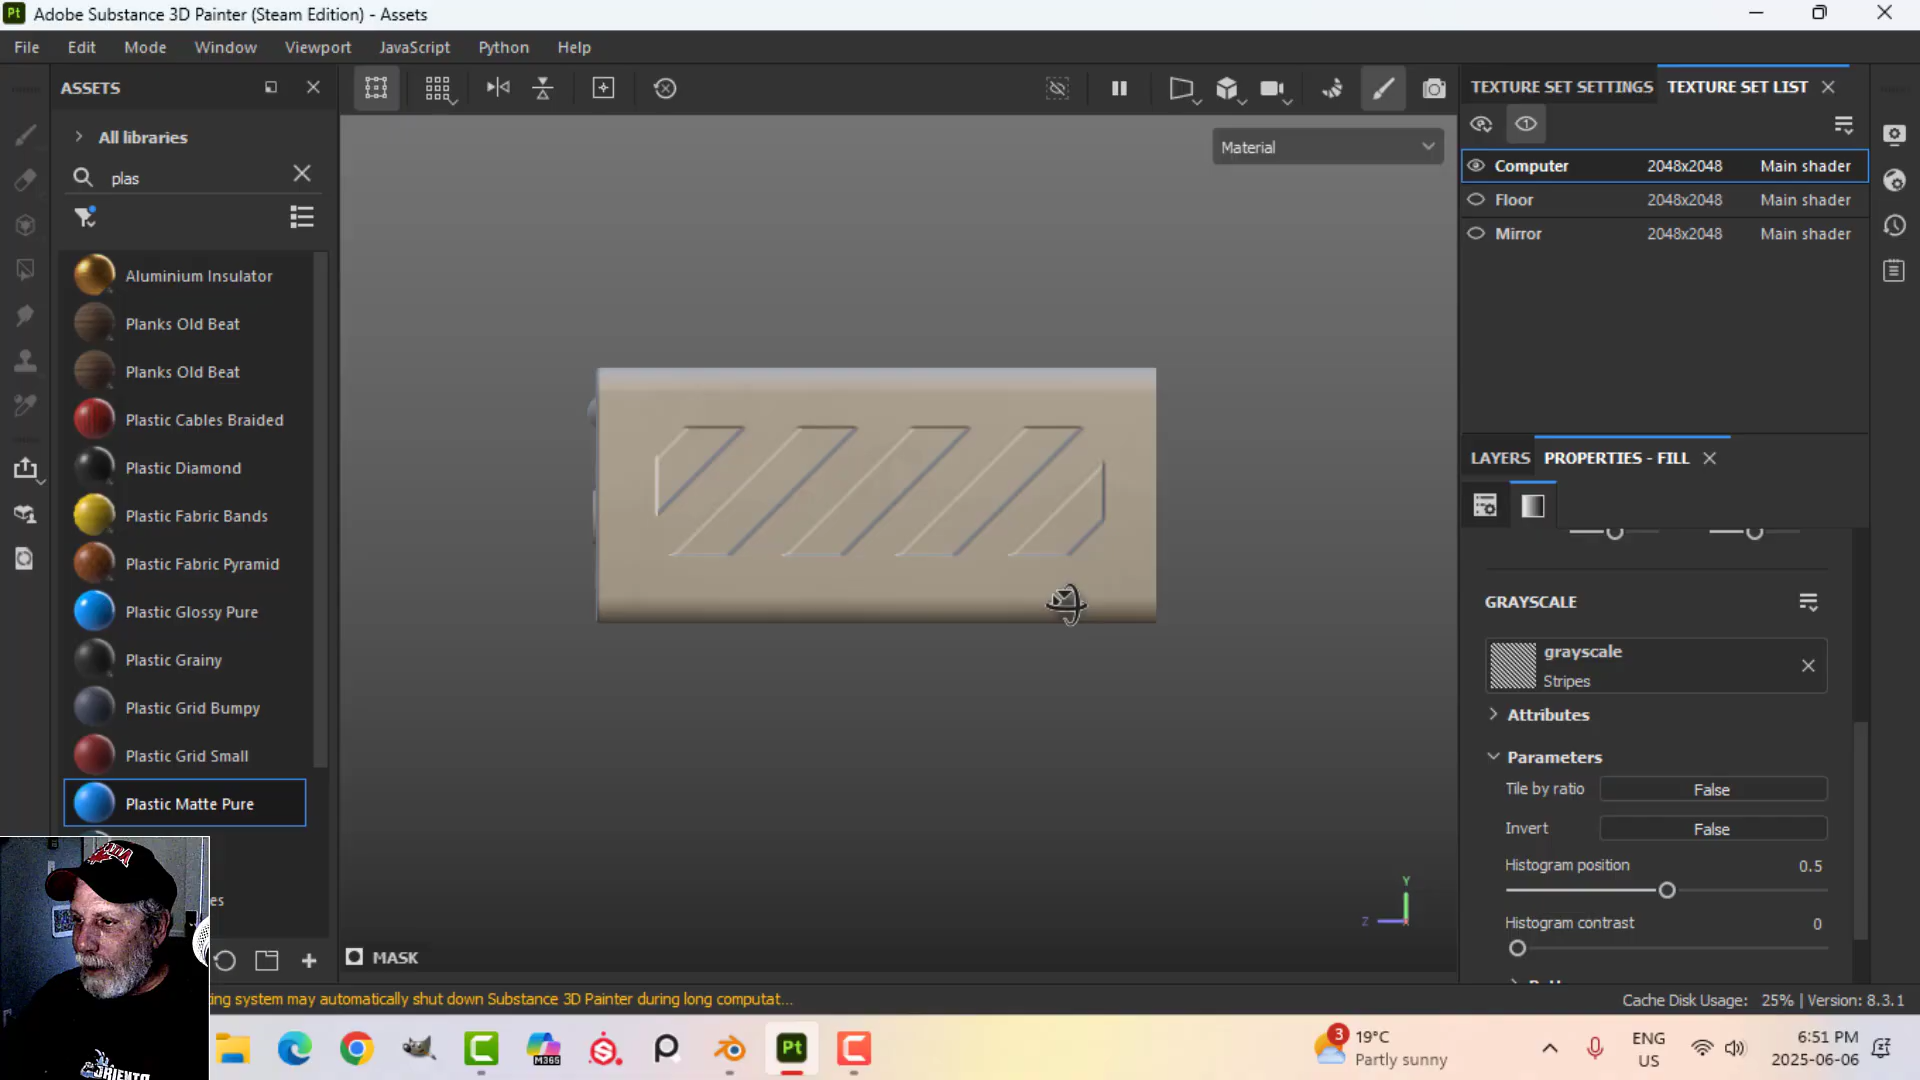 Pt Adobe Substance 3D Painter (Steam Edition) - Assets
File Edit Mode Window Viewport JavaScript Python Help
ASSETS
All libraries
plas
Aluminium Insulator
Planks Old Beat
Planks Old Beat
Plastic Cables Braided
Plastic Diamond
Plastic Fabric Bands
Plastic Fabric Pyramid
Plastic Glossy Pure
Plastic Grainy
Plastic Grid Bumpy
Plastic Grid Small
Plastic Matte Pure
Material
Y
Z
MASK
TEXTURE SET SETTINGS TEXTURE SET LIST
1
Computer 2048x2048 Main shader
Floor 2048x2048 Main shader
Mirror 2048x2048 Main shader
LAYERS PROPERTIES - FILL
GRAYSCALE
grayscale
Stripes
Attributes
Parameters
Tile by ratio False
Invert False
Histogram position 0.5
Histogram contrast 0
system may automatically shut down Substance 3D Painter during long computat...
Cache Disk Usage: 25% | Version: 8.3.1
M365
Pt
3
19°C
Partly sunny
ENG
US
6:51 PM
2025-06-06